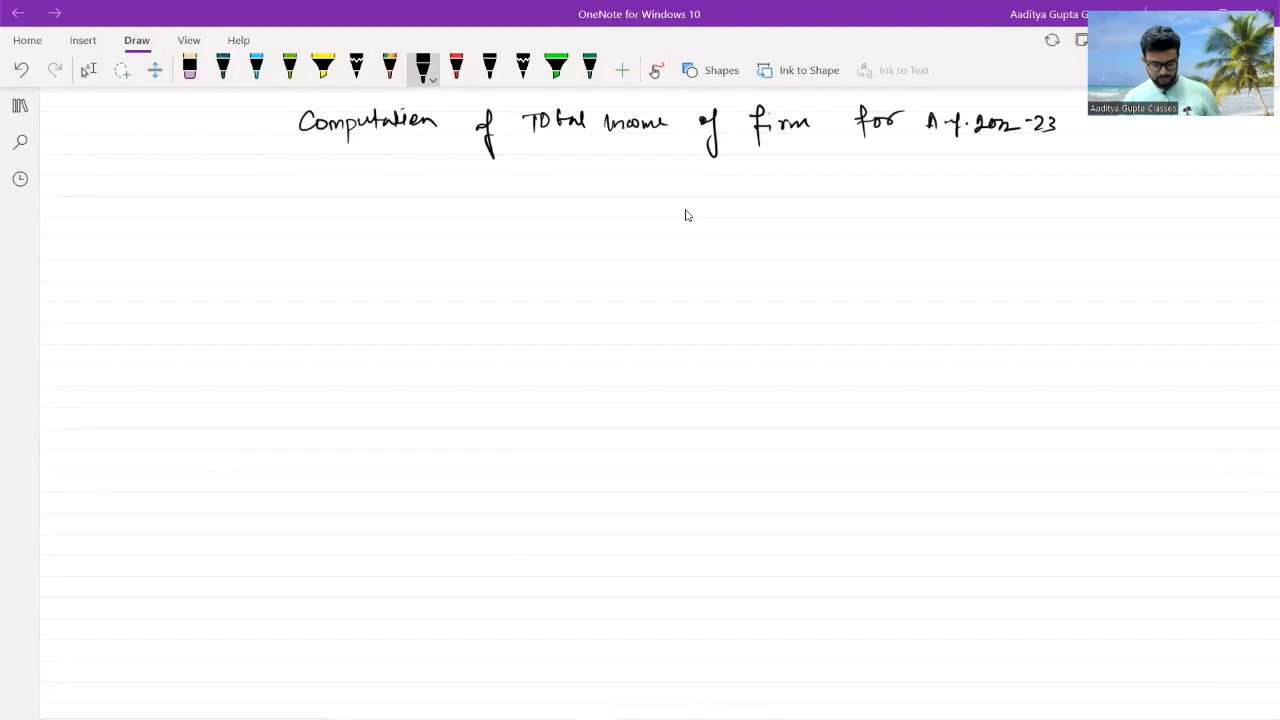 OneNote for Windows 10
Aaditya Gupta G
Home Insert Draw View Help
Shapes Ink to Shape Ink to Text
Aaditya Gupta Classes
Computation of Total Income of firm for A.Y. 2022-23